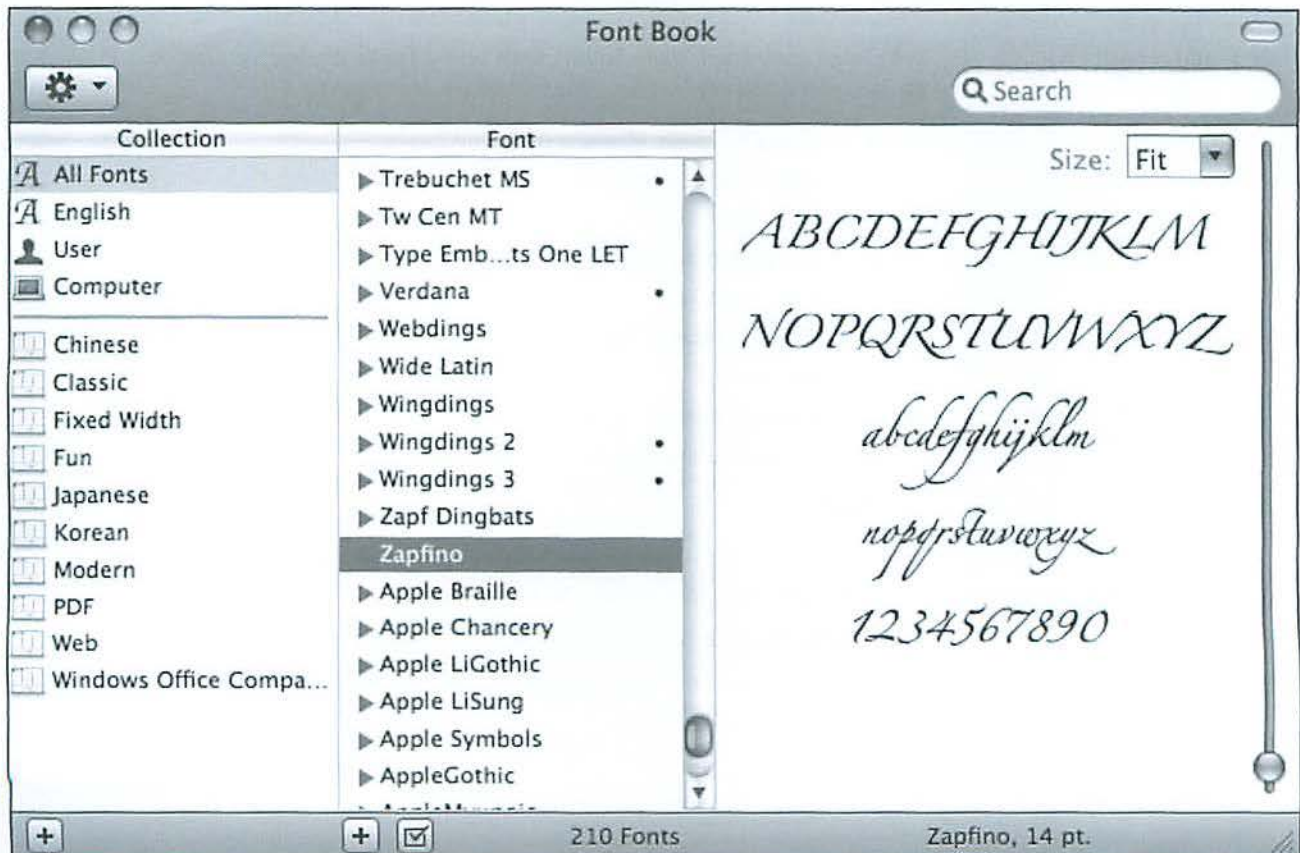 Font Book
Search
Collection
All Fonts
English
User
Computer
Chinese
Classic
Fixed Width
Fun
Japanese
Korean
Modern
PDF
Web
Windows Office Compa...
Font
Trebuchet MS
Tw Cen MT
Type Emb...ts One LET
Verdana
Webdings
Wide Latin
Wingdings
Wingdings 2
Wingdings 3
Zapf Dingbats
Zapfino
Apple Braille
Apple Chancery
Apple LiGothic
Apple LiSung
Apple Symbols
AppleGothic
Size: Fit
ABCDEFGHIJKLM
NOPQRSTUVWXYZ
abcdefghijklm
nopqrstuvwxyz
1234567890
210 Fonts
Zapfino, 14 pt.